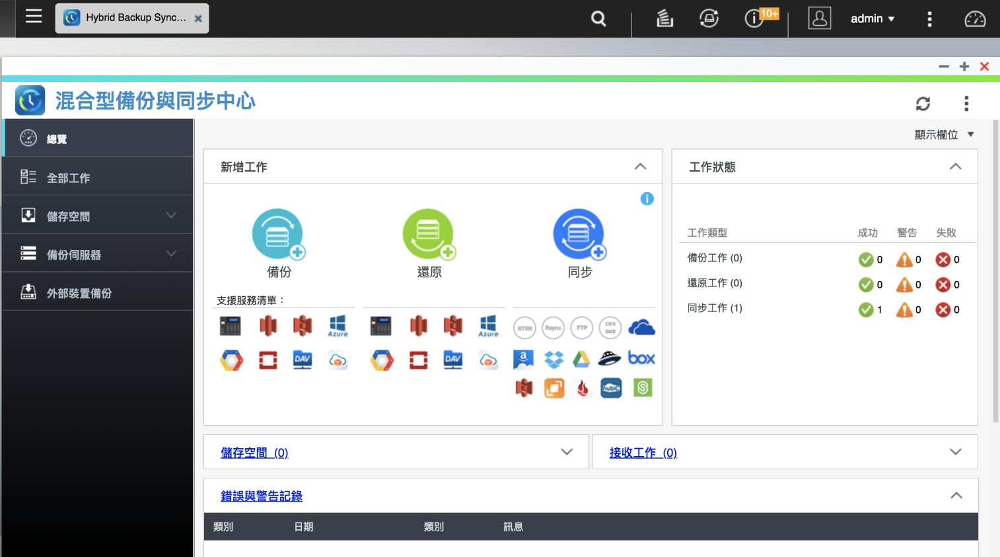 Hybrid Backup Sync...
10+
admin
混合型備份與同步中心
總覽
全部工作
儲存空間
備份伺服器
外部裝置備份
顯示欄位
新增工作
備份
還原
同步
支援服務清單：
Azure
Azure
RTRR
Rsync
FTP
CIFS
SMB
DAV
DAV
a
box
hubiC
工作狀態
工作類型 成功 警告 失敗
備份工作 (0) 0 0 0
還原工作 (0) 0 0 0
同步工作 (1) 1 0 0
儲存空間 (0)
接收工作 (0)
錯誤與警告記錄
類別 日期 類別 訊息